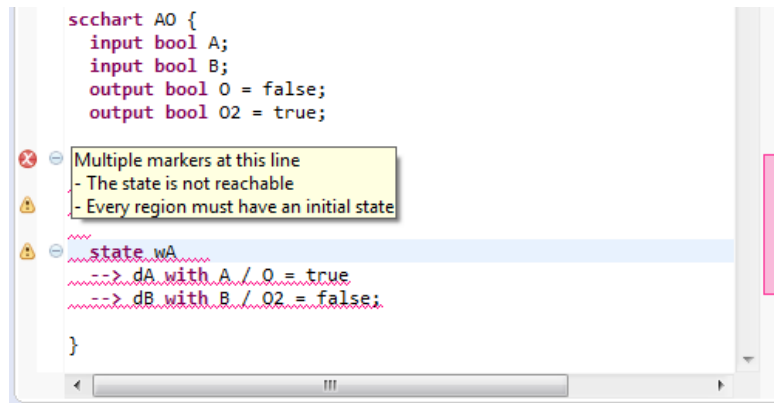 scchart AO {
input bool A;
input bool B;
output bool O = false;
output bool O2 = true;
Multiple markers at this line
- The state is not reachable
- Every region must have an initial state
state wA
--> dA with A / O = true
--> dB with B / O2 = false;
}